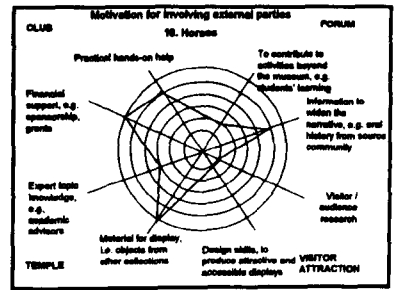 Motivation for involving external parties
CLUB
FORUM
16. Horses
Practical hands-on help
To contribute to
activities beyond
the museum, e.g.
students' learning
Financial
support, e.g.
sponsorship,
grants
Information to
widen the
narrative, e.g. oral
history from source
community
Expert topic
knowledge,
e.g.,
academic
advisors
Visitor /
audience
research
Material for display,
i.e. objects from
other collections
Design skills, to
produce attractive and
accessible displays
TEMPLE
VISITOR
ATTRACTION